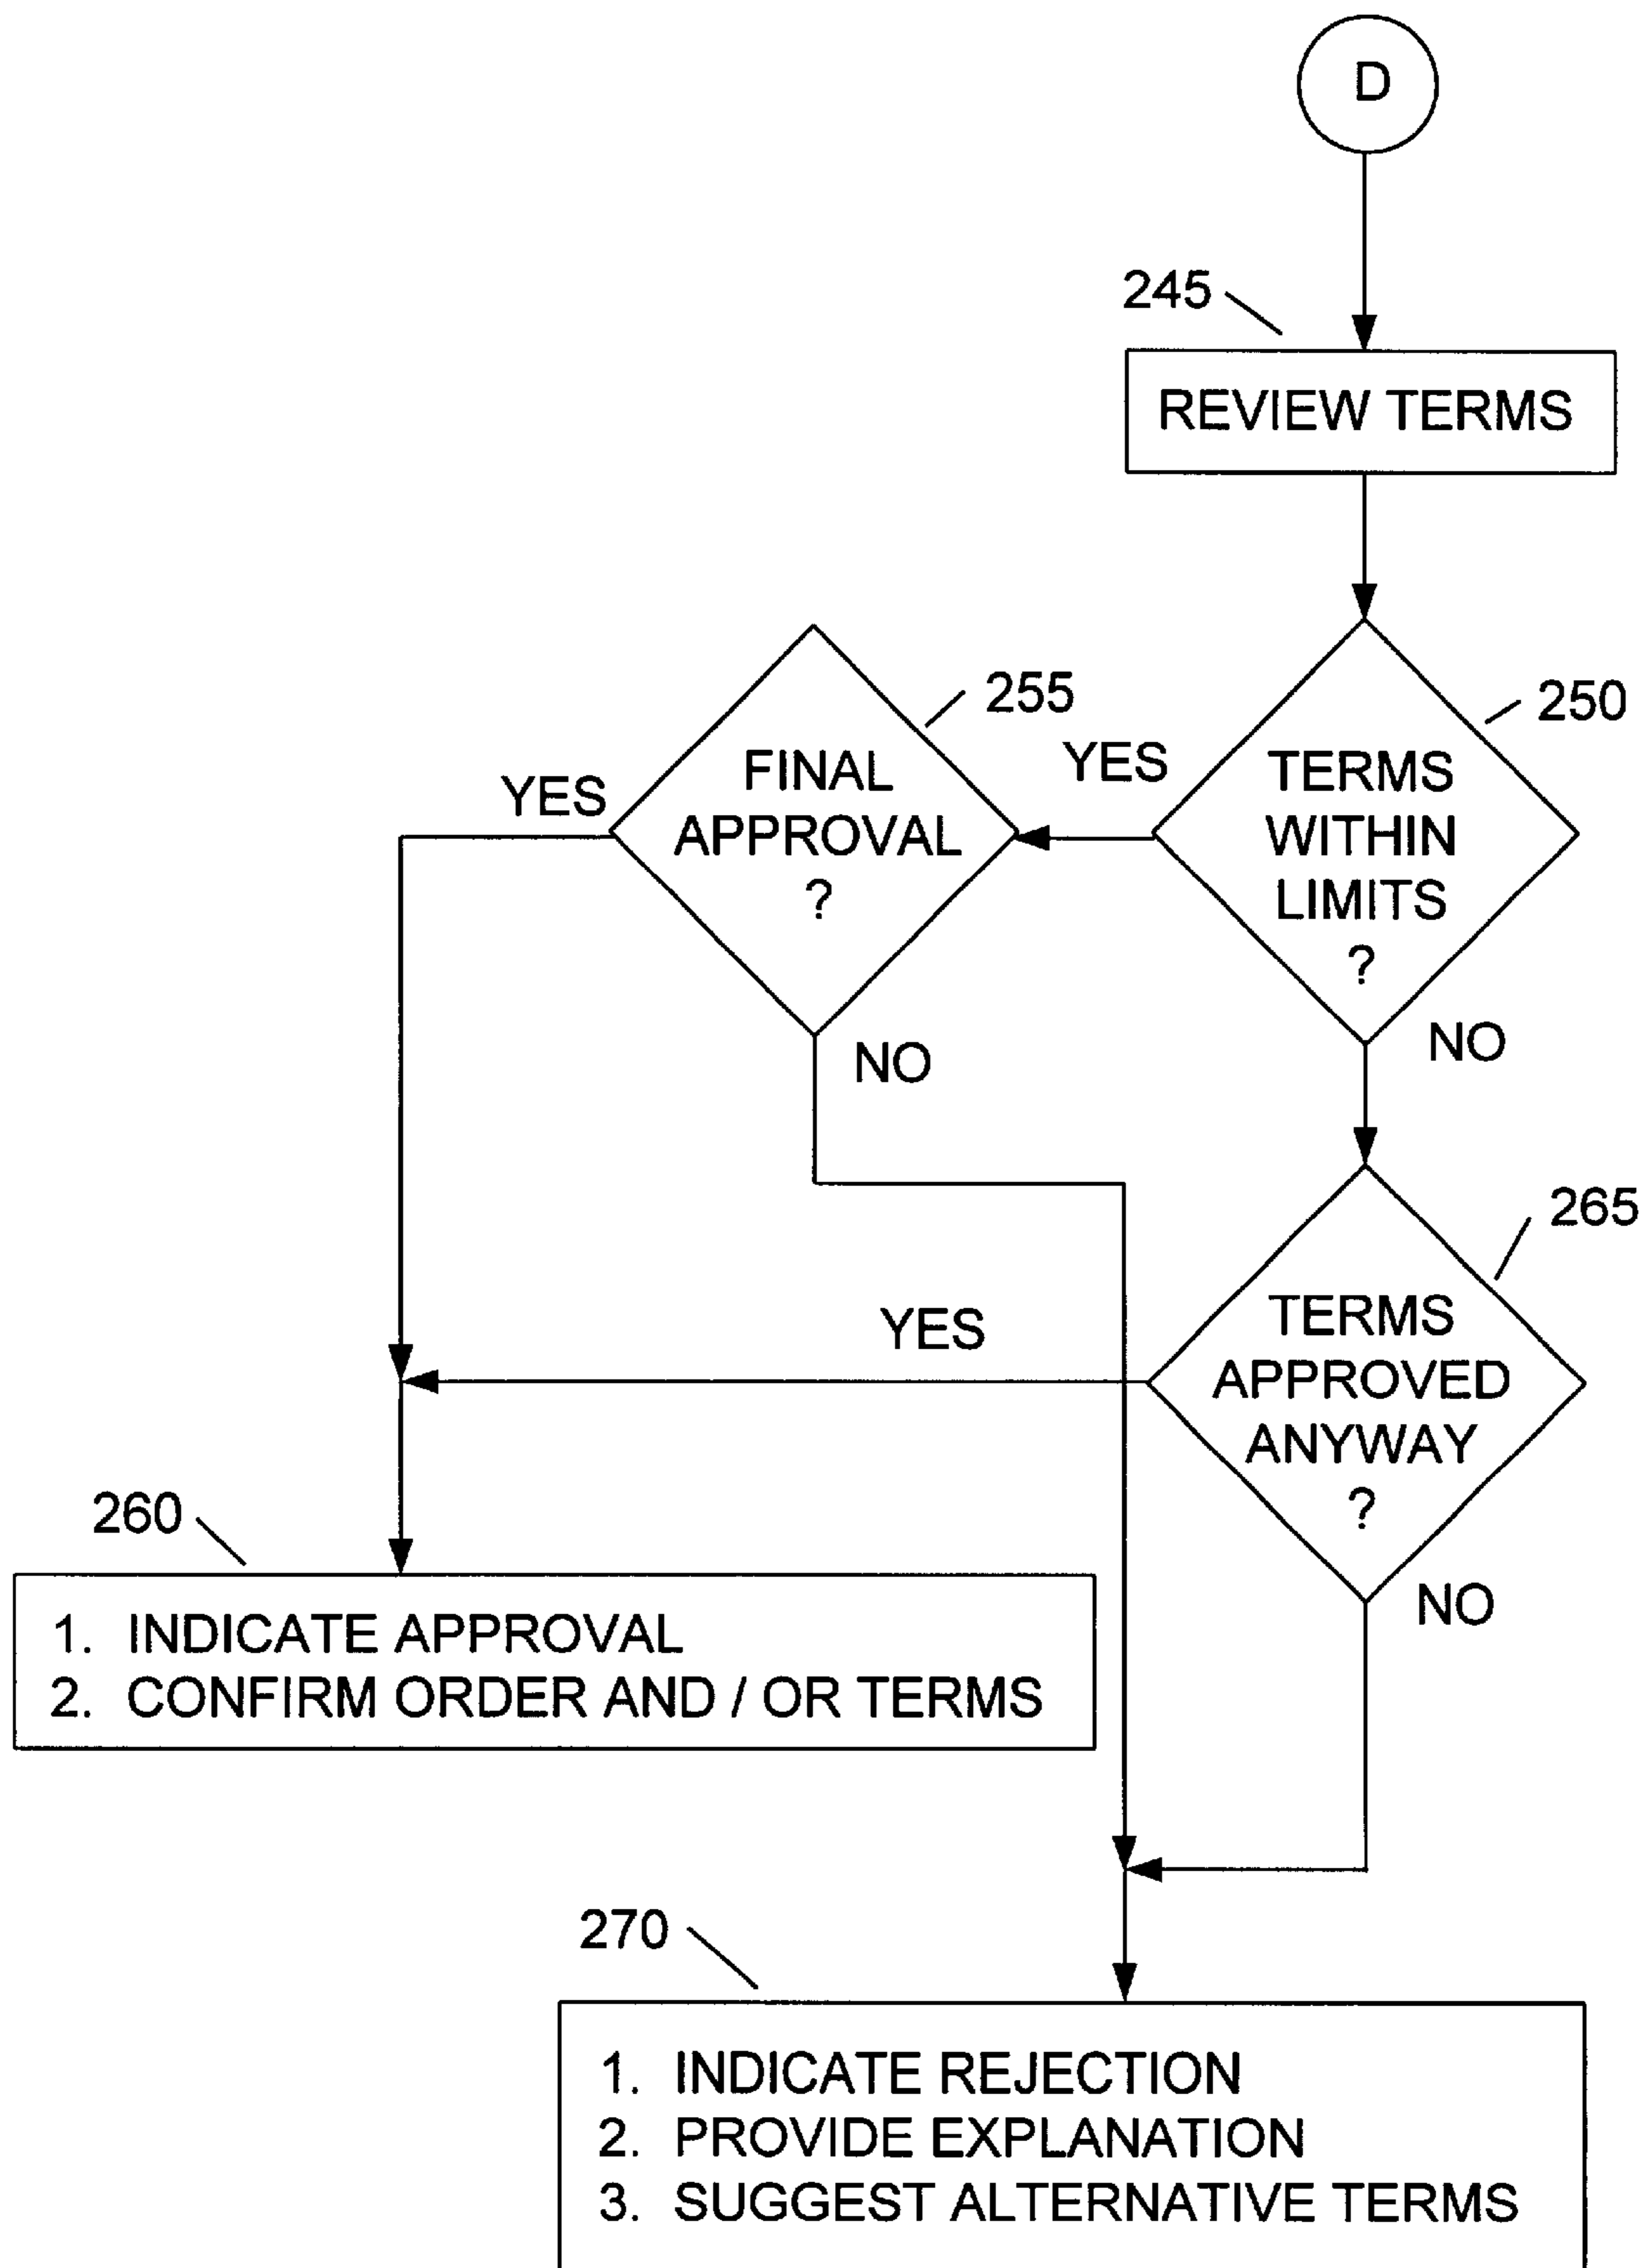 D
245
REVIEW TERMS
255
250
YES
FINAL
APPROVAL
?
YES
TERMS
WITHIN
LIMITS
?
NO
NO
265
YES
TERMS
APPROVED
ANYWAY
?
260
NO
1. INDICATE APPROVAL
2. CONFIRM ORDER AND / OR TERMS
270
1. INDICATE REJECTION
2. PROVIDE EXPLANATION
3. SUGGEST ALTERNATIVE TERMS